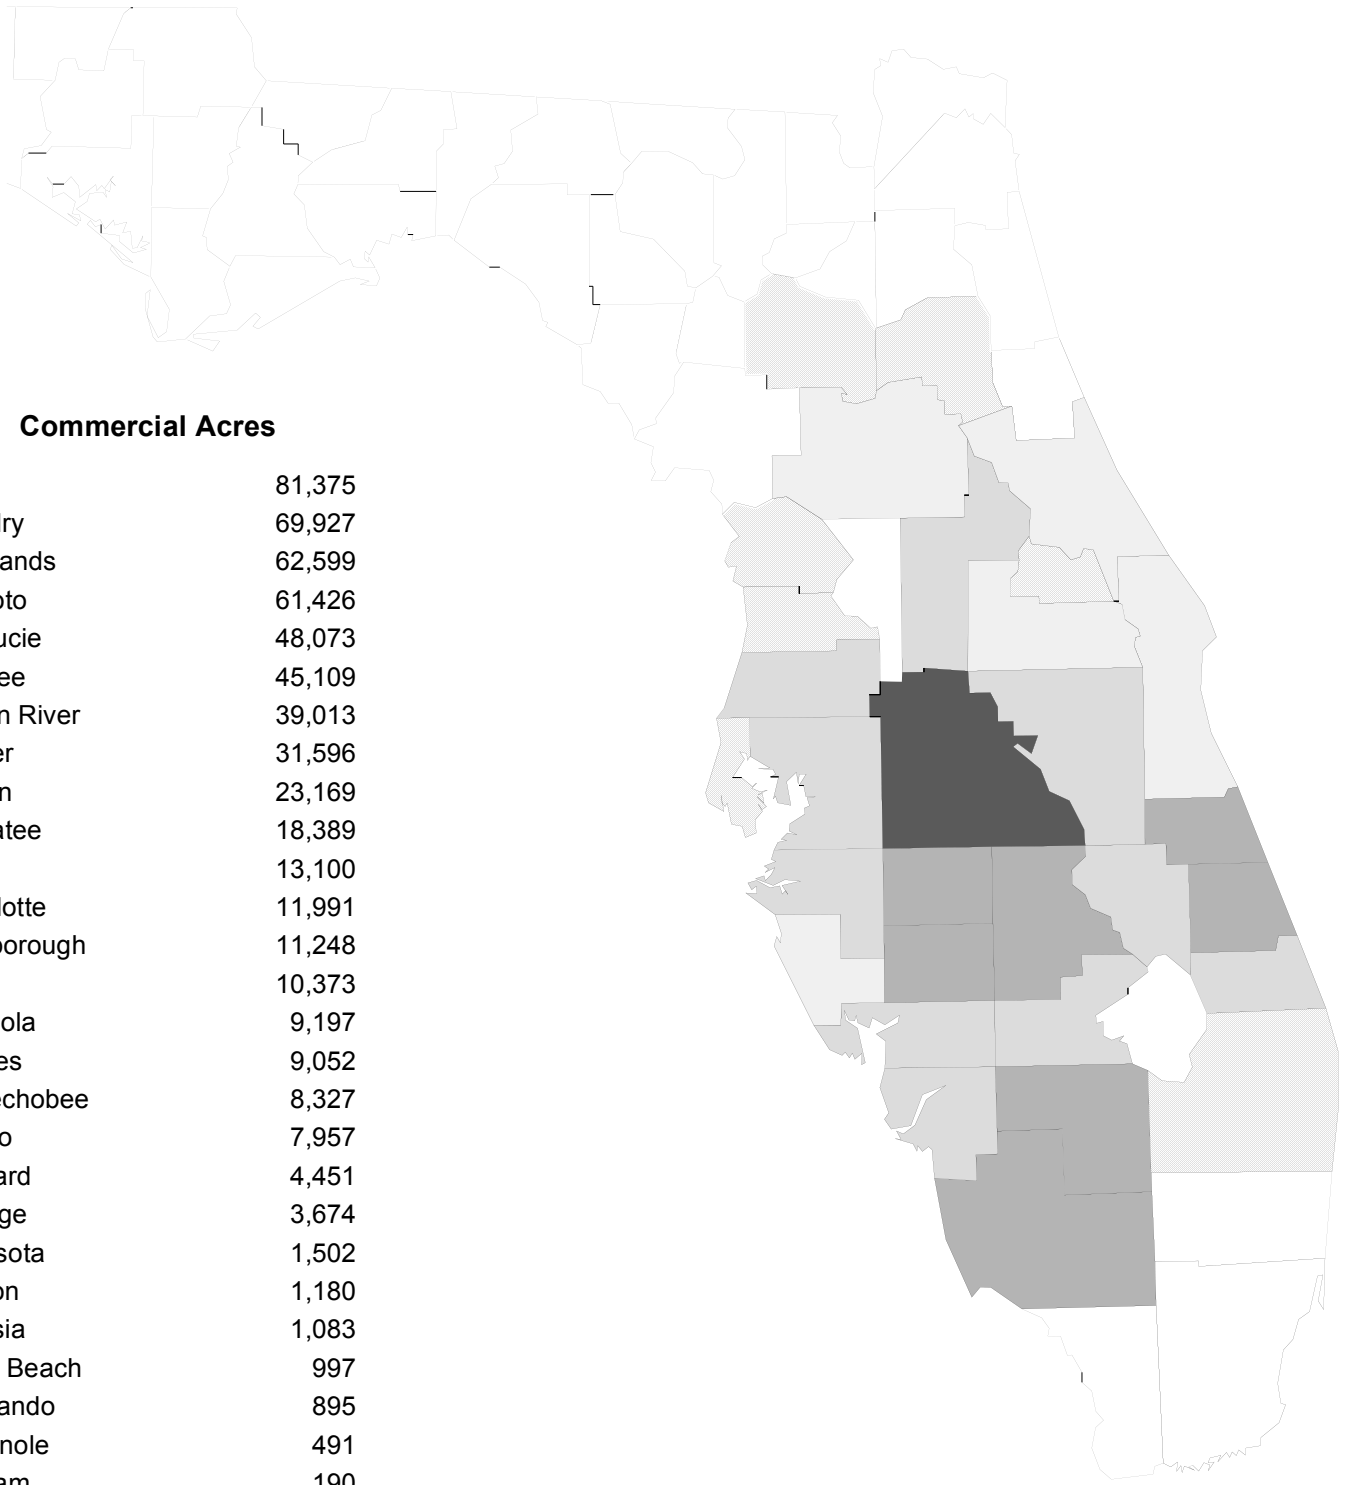 Commercial Acres
81,375
ry 69,927
ands 62,599
oto 61,426
ucie 48,073
ee 45,109
n River 39,013
er 31,596
n 23,169
atee 18,389
13,100
lotte 11,991
borough 11,248
10,373
ola 9,197
es 9,052
echobee 8,327
o 7,957
ard 4,451
ge 3,674
sota 1,502
on 1,180
sia 1,083
Beach 997
ando 895
nole 491
am 190